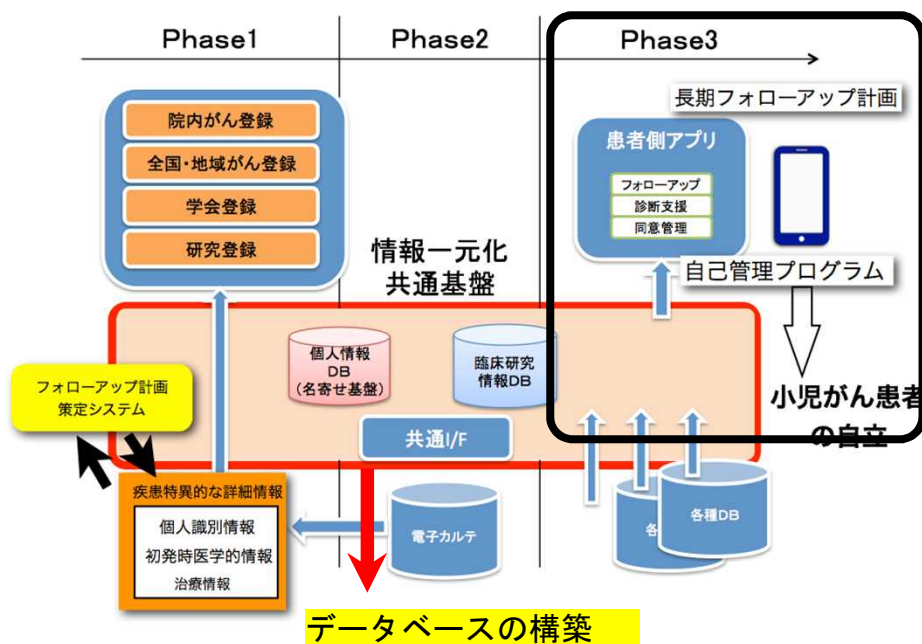 Phase1
Phase2
Phase3
院内がん登録
全国・地域がん登録
学会登録
研究登録
情報一元化
共通基盤
長期フォローアップ計画
患者側アプリ
フォローアップ
診断支援
同意管理
自己管理プログラム
小児がん患者
の自立
個人情報
DB
(名寄せ基盤)
臨床研究
情報DB
共通I/F
フォローアップ計画
策定システム
疾患特異的な詳細情報
個人識別情報
初発時医学的情報
治療情報
電子カルテ
各
各種DB
データベースの構築